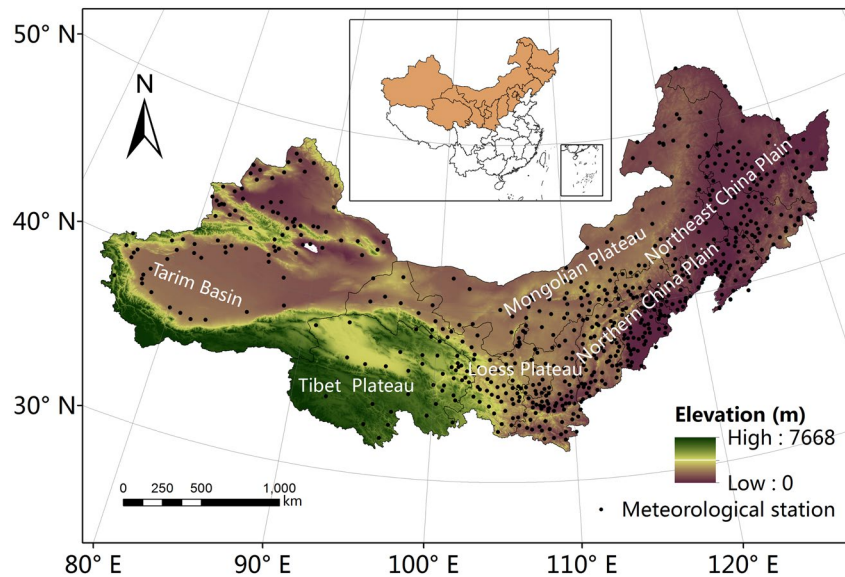 50° N
N
40° N
30° N
Tarim Basin
Mongolian Plateau
Northeast China Plain
Northern China Plain
Loess Plateau
Tibet Plateau
Elevation (m)
High : 7668
Low : 0
Meteorological station
0 250 500 1,000
km
80° E 90° E 100° E 110° E 120° E